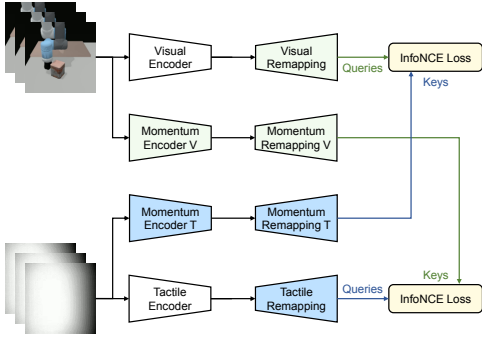 Visual
Encoder
Visual
Remapping
Queries
InfoNCE Loss
Keys
Momentum
Encoder V
Momentum
Remapping V
Momentum
Encoder T
Momentum
Remapping T
Keys
Tactile
Encoder
Tactile
Remapping
Queries
InfoNCE Loss